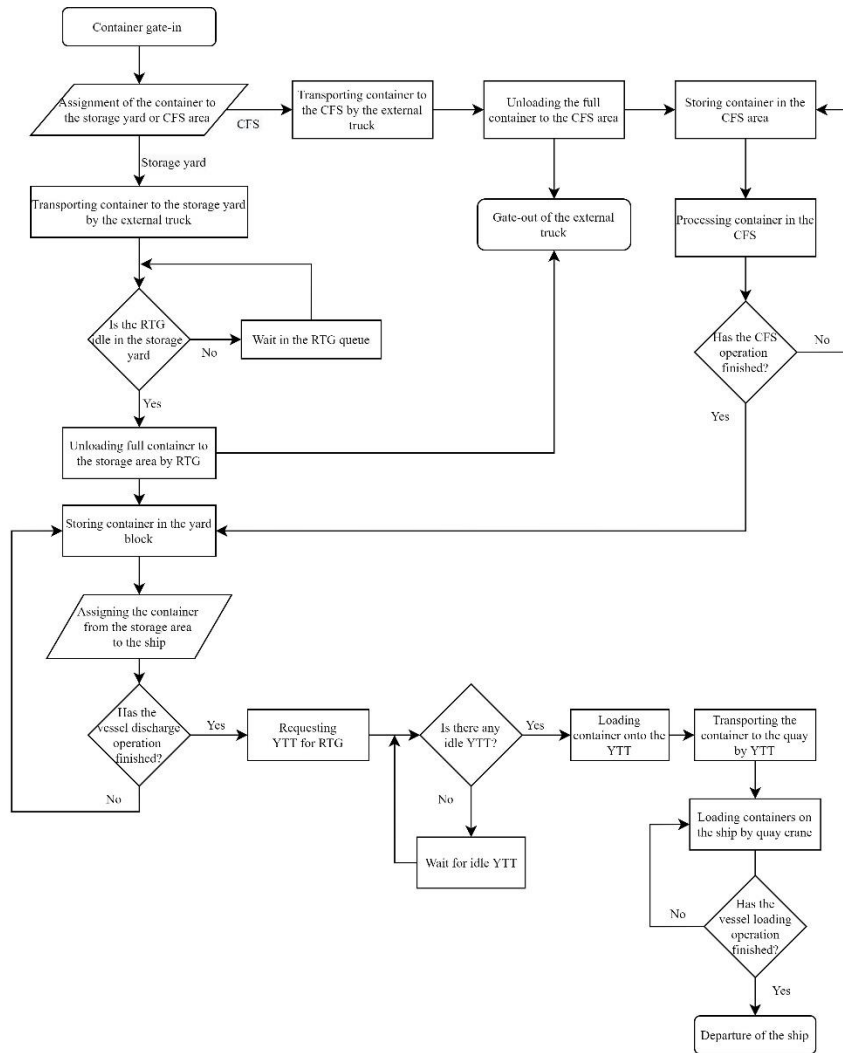 Container gate-in
Assignment of the container to
the storage yard or CFS area
CFS
Transporting container to
the CFS by the external
truck
Unloading the full
container to the CFS area
Storing container in the
CFS area
Storage yard
Transporting container to the storage yard
by the external truck
Gate-out of the external
truck
Processing container in the
CFS
Is the RTG
idle in the storage
yard
No
Wait in the RTG queue
Has the CFS
operation
finished?
No
Yes
Yes
Unloading full container to
the storage area by RTG
Storing container in the yard
block
Assigning the container
from the storage area
to the ship
Has the
vessel discharge
operation
finished?
Yes
No
Requesting
YTT for RTG
Is there any
idle YTT?
Yes
No
Wait for idle YTT
Loading
container onto the
YTT
Transporting the
container to the quay
by YTT
Loading containers on
the ship by quay crane
Has the
vessel loading
operation
finished?
No
Yes
Departure of the ship